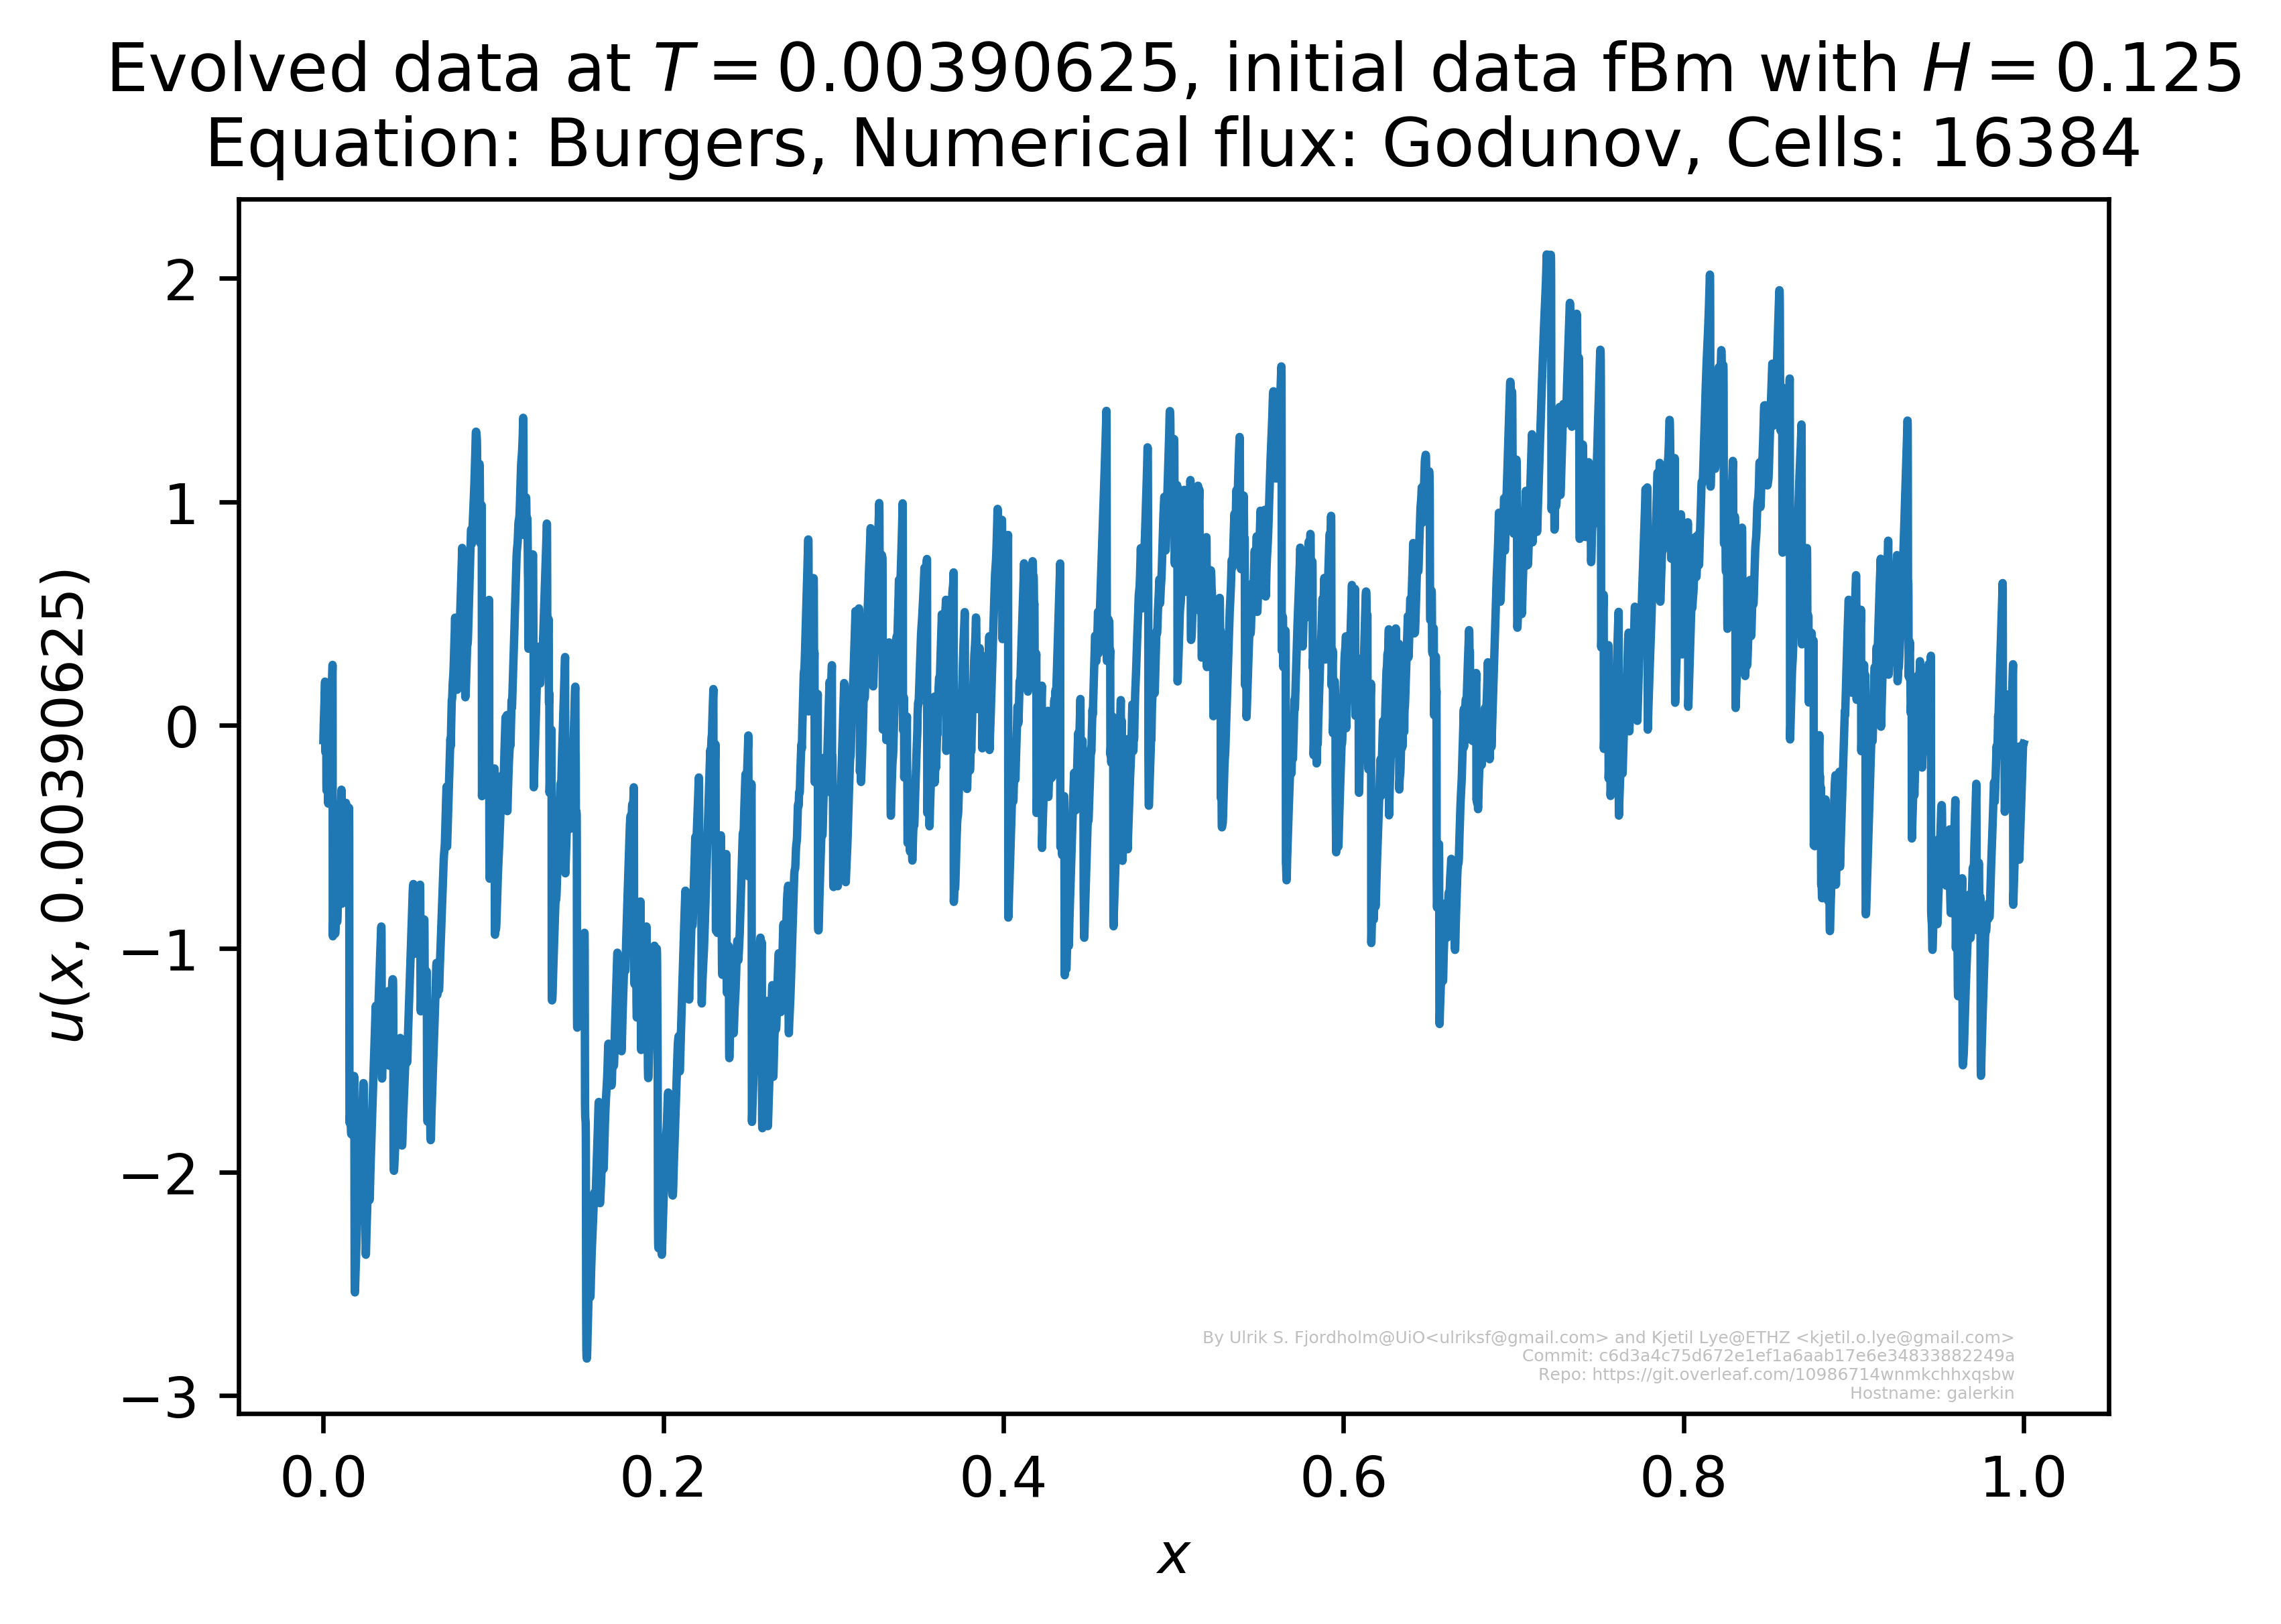 Evolved data at T = 0.00390625, initial data fBm with H = 0.125
Equation: Burgers, Numerical flux: Godunov, Cells: 16384
2
1
0
−1
−2
−3
u(x, 0.00390625)
By Ulrik S. Fjordholm@UiO<ulriksf@gmail.com> and Kjetil Lye@ETHZ <kjetil.o.lye@gmail.com>
Commit: c6d3a4c75d672e1ef1a6aab17e6e34833882249a
Repo: https://git.overleaf.com/10986714wnmkchhxqsbw
Hostname: galerkin
0.0 0.2 0.4 0.6 0.8 1.0
x